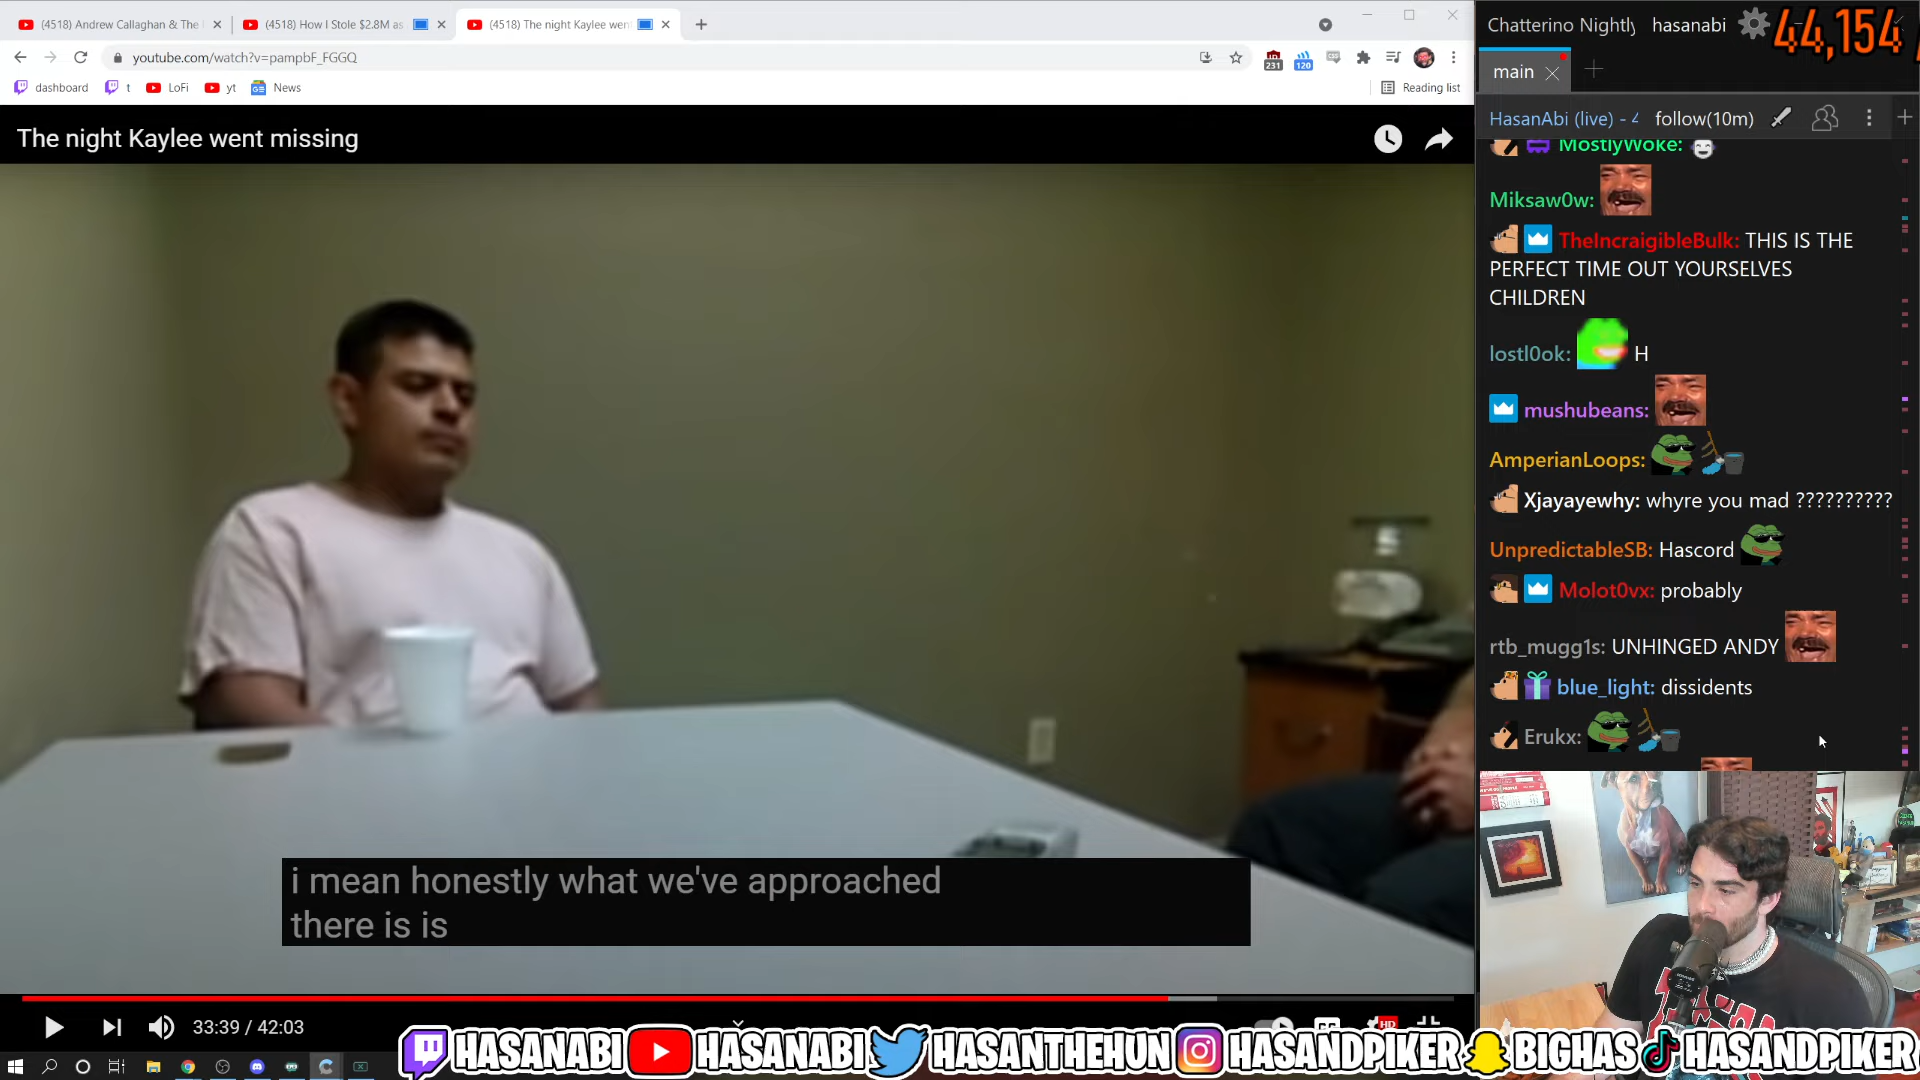 (4518) Andrew Callaghan & The
(4518) How I Stole $2.8M as
(4518) The night Kaylee wen
Chatterino Nightly
hasanabi
44,154
youtube.com/watch?v=pampbF_FGGQ
231
120
main
dashboard
t
LoFi
yt
News
Reading list
HasanAbi (live) - 4
follow(10m)
The night Kaylee went missing
MostlyWoke:
Miksaw0w:
TheIncraigibleBulk: THIS IS THE
PERFECT TIME OUT YOURSELVES
CHILDREN
lostl0ok: H
mushubeans:
AmperianLoops:
Xjayayewhy: whyre you mad ??????????
UnpredictableSB: Hascord
Molot0vx: probably
rtb_mugg1s: UNHINGED ANDY
blue_light: dissidents
Erukx:
i mean honestly what we've approached
there is is
33:39 / 42:03
HD
HASANABI
HASANABI
HASANTHEHUN
HASANDPIKER
BIGHAS
HASANDPIKER